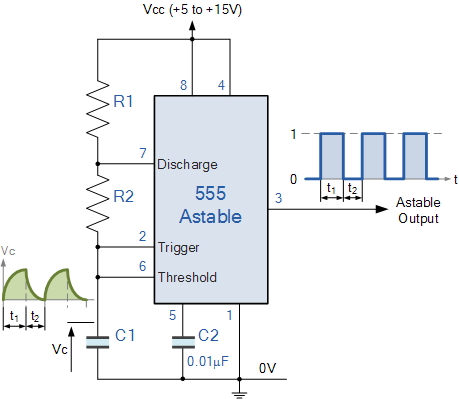 Vcc (+5 to +15V)
8
4
R1
7
Discharge
R2
555
Astable
3
2
Trigger
6
Threshold
5
1
C1
C2
0.01μF
0V
Vc
t1
t2
Vc
1
0
t1
t2
t
Astable
Output